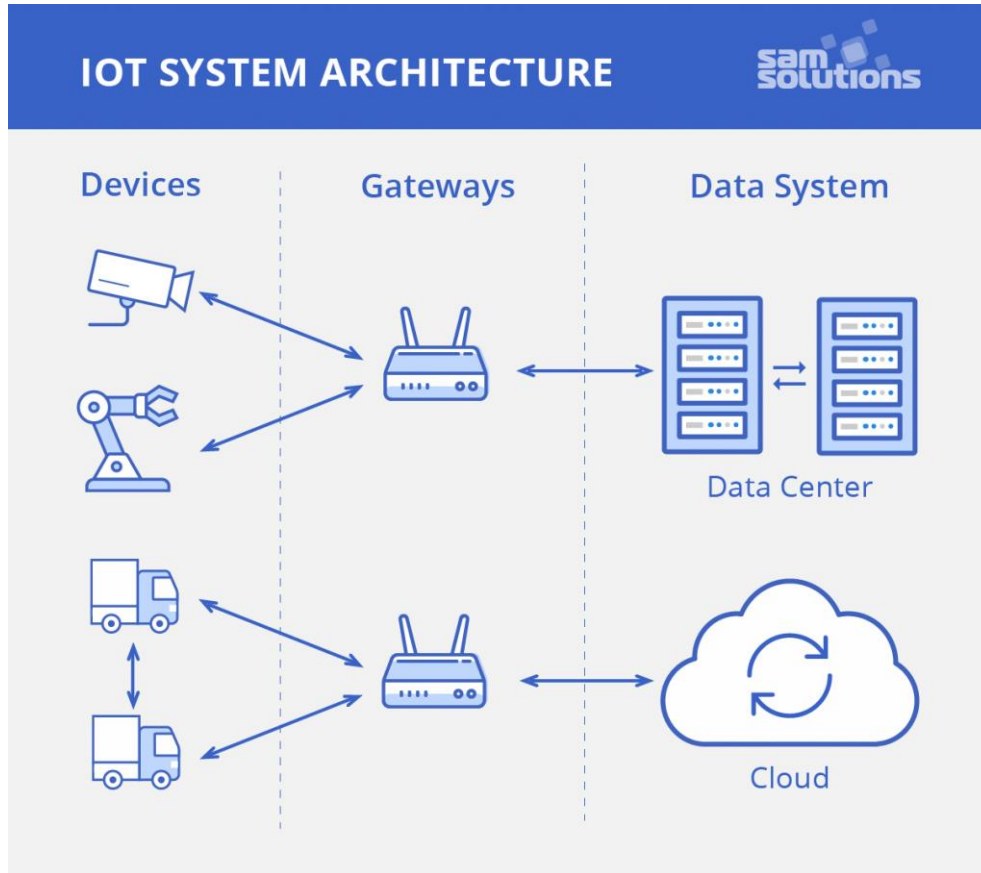 IOT SYSTEM ARCHITECTURE
sam
solutions
Devices
Gateways
Data System
Data Center
Cloud